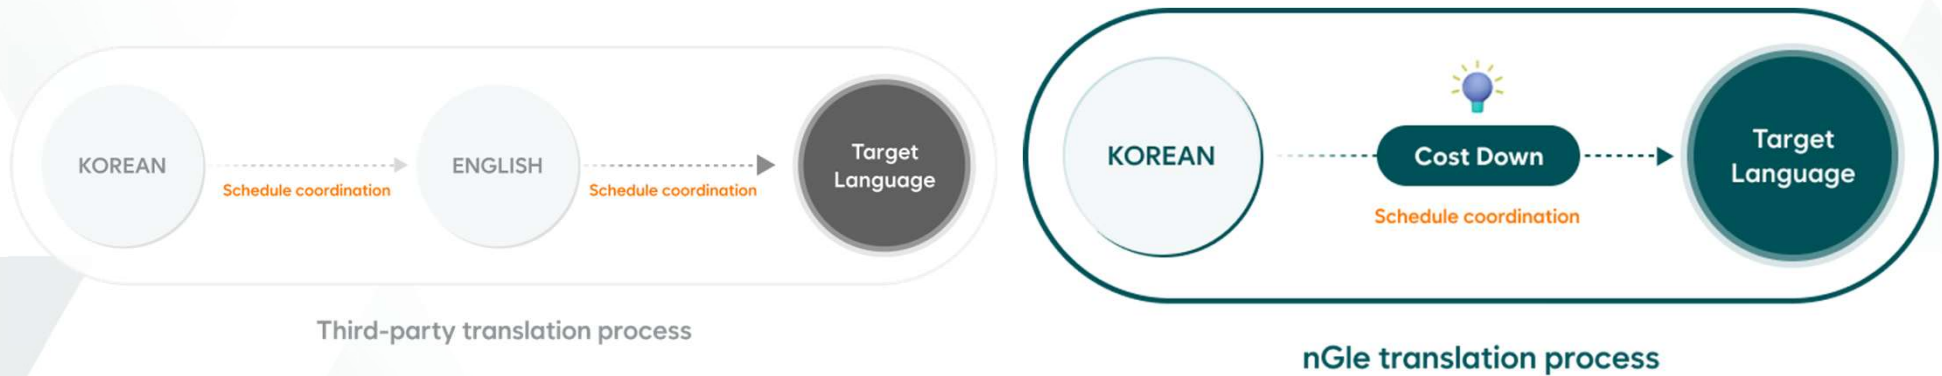 KOREAN
Schedule coordination
ENGLISH
Schedule coordination
Target
Language
Third-party translation process
KOREAN
Cost Down
Schedule coordination
Target
Language
nGle translation process